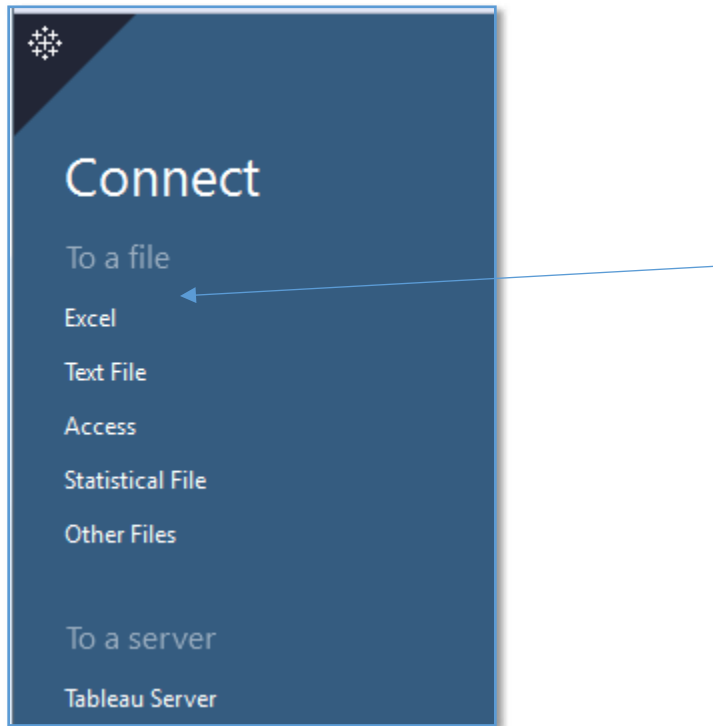 Connect
To a file
Excel
Text File
Access
Statistical File
Other Files
To a server
Tableau Server